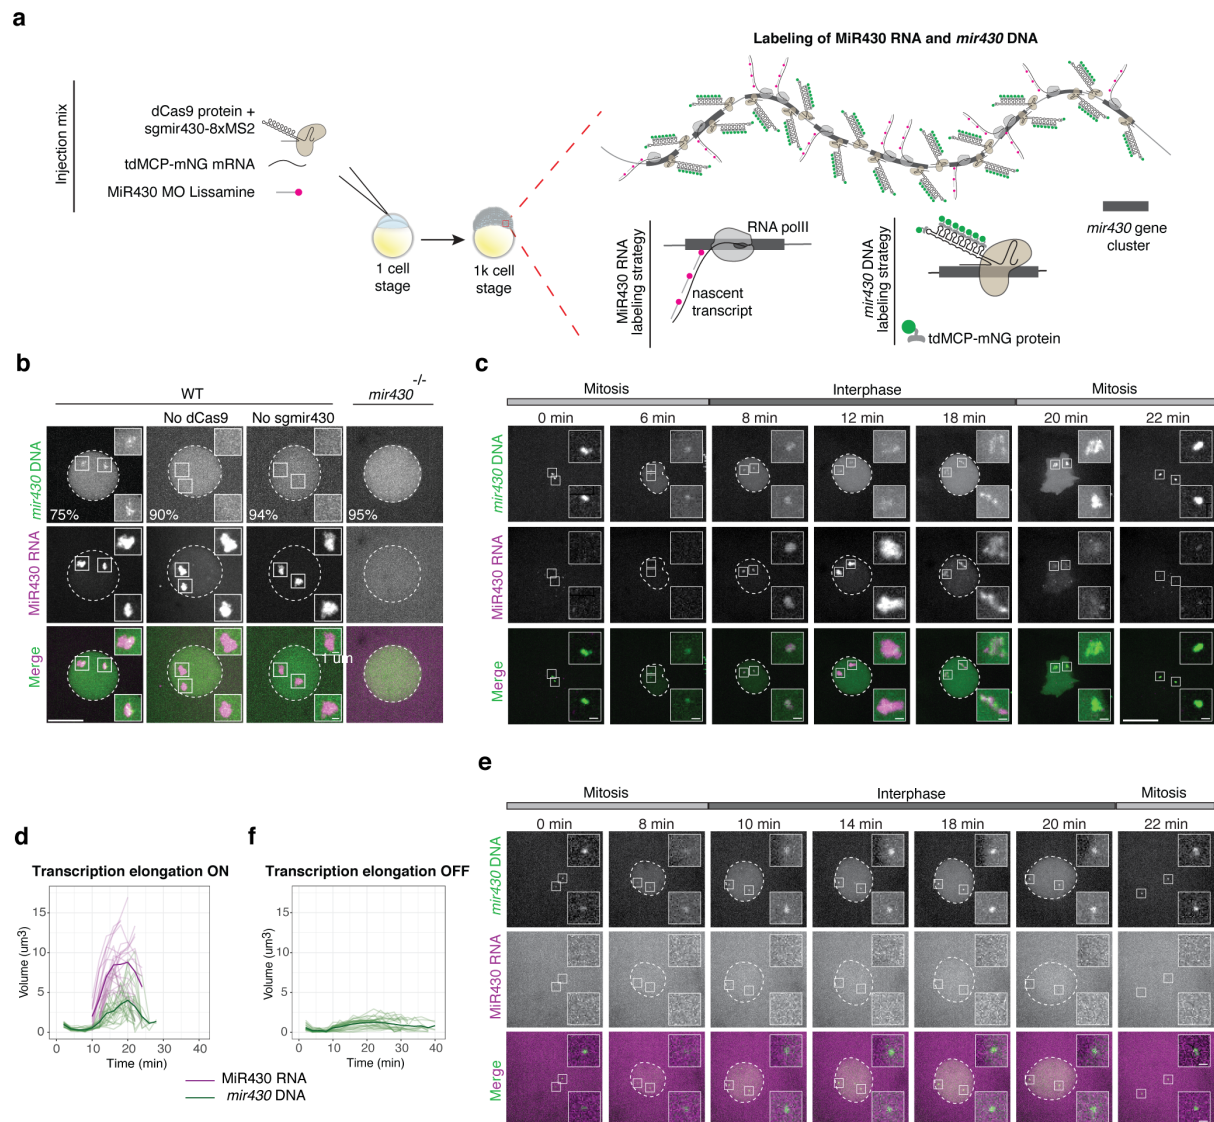 a
Labeling of MiR430 RNA and mir430 DNA
Injection mix
dCas9 protein +
sgmir430-8xMS2
tdMCP-mNG mRNA
MiR430 MO Lissamine
1 cell
stage
1k cell
stage
MiR430 RNA
labeling strategy
RNA polII
nascent
transcript
mir430 DNA
labeling strategy
tdMCP-mNG protein
mir430 gene
cluster
b
WT
mir430 -/-
No dCas9
No sgmir430
mir430 DNA
75%
90%
94%
95%
MiR430 RNA
Merge
1 um
c
Mitosis
Interphase
Mitosis
0 min
6 min
8 min
12 min
18 min
20 min
22 min
mir430 DNA
MiR430 RNA
Merge
d
Transcription elongation ON
Volume (um3)
15
10
5
0
0
10
20
30
40
Time (min)
f
Transcription elongation OFF
Volume (um3)
15
10
5
0
0
10
20
30
40
Time (min)
MiR430 RNA
mir430 DNA
e
Mitosis
Interphase
Mitosis
0 min
8 min
10 min
14 min
18 min
20 min
22 min
mir430 DNA
MiR430 RNA
Merge